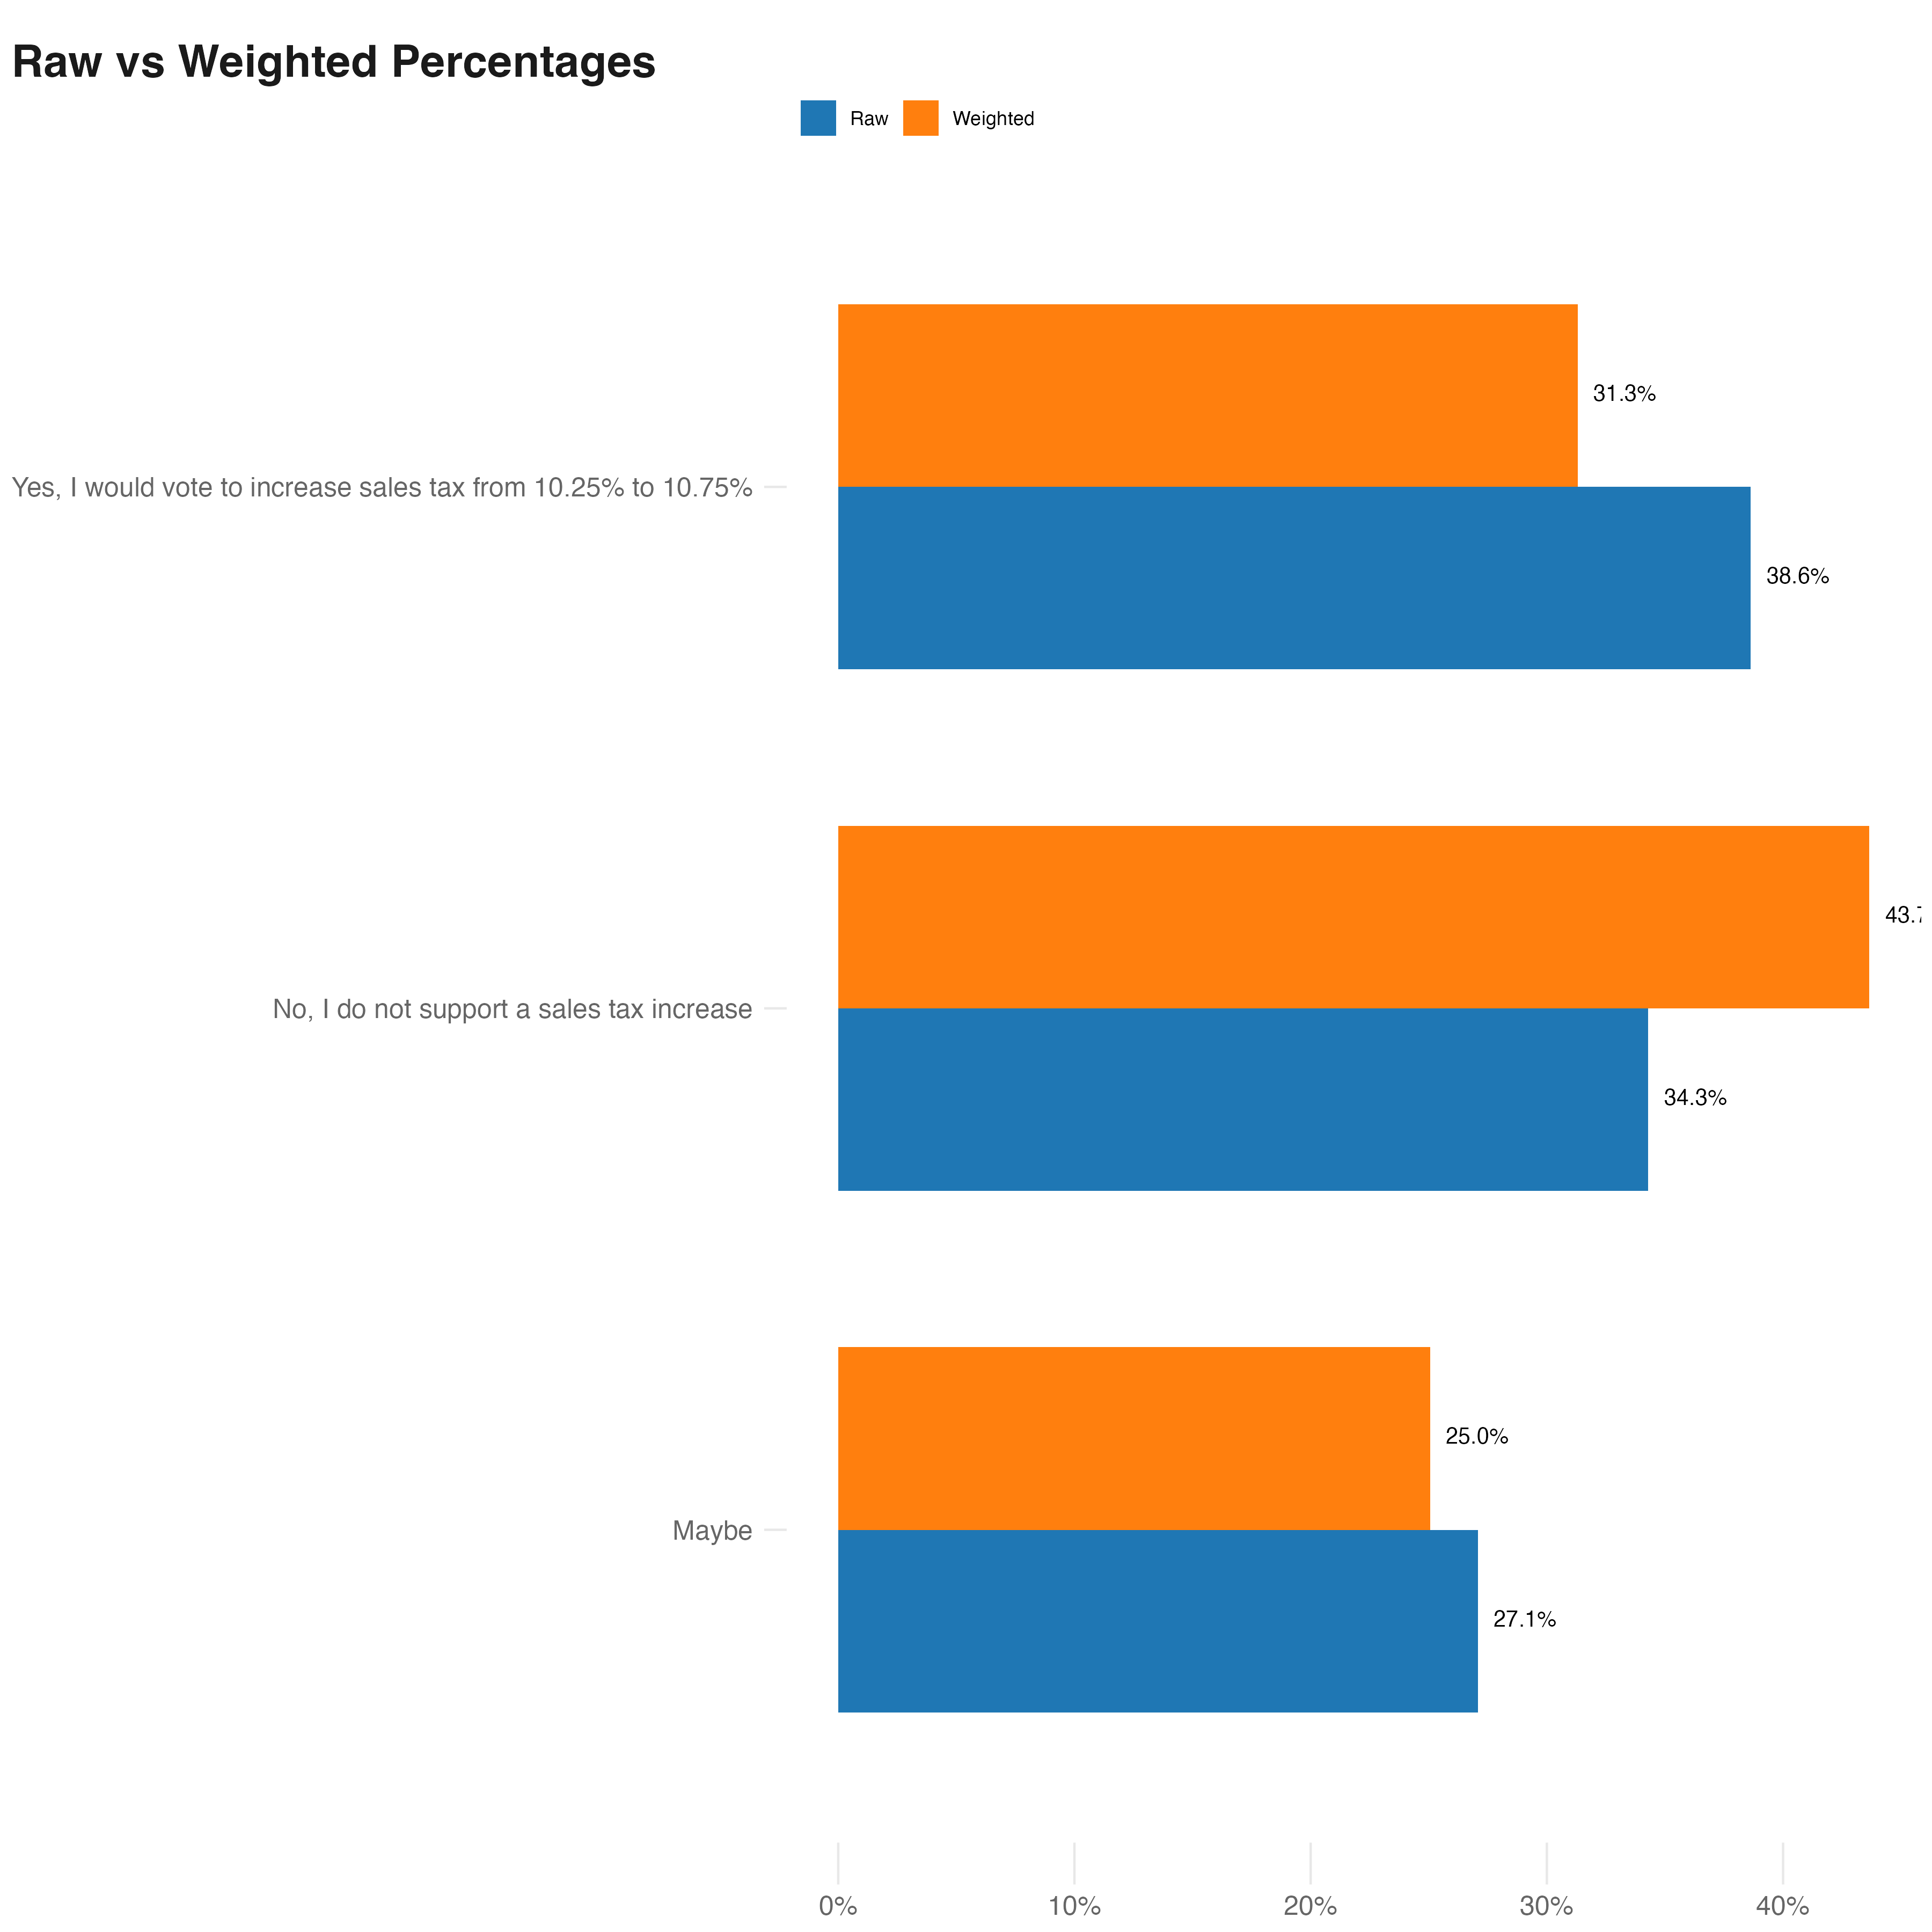 Raw vs Weighted Percentages
Raw Weighted
31.3%
Yes, I would vote to increase sales tax from 10.25% to 10.75%
38.6%
43.7
No, I do not support a sales tax increase
34.3%
25.0%
Maybe
27.1%
0% 10% 20% 30% 40%